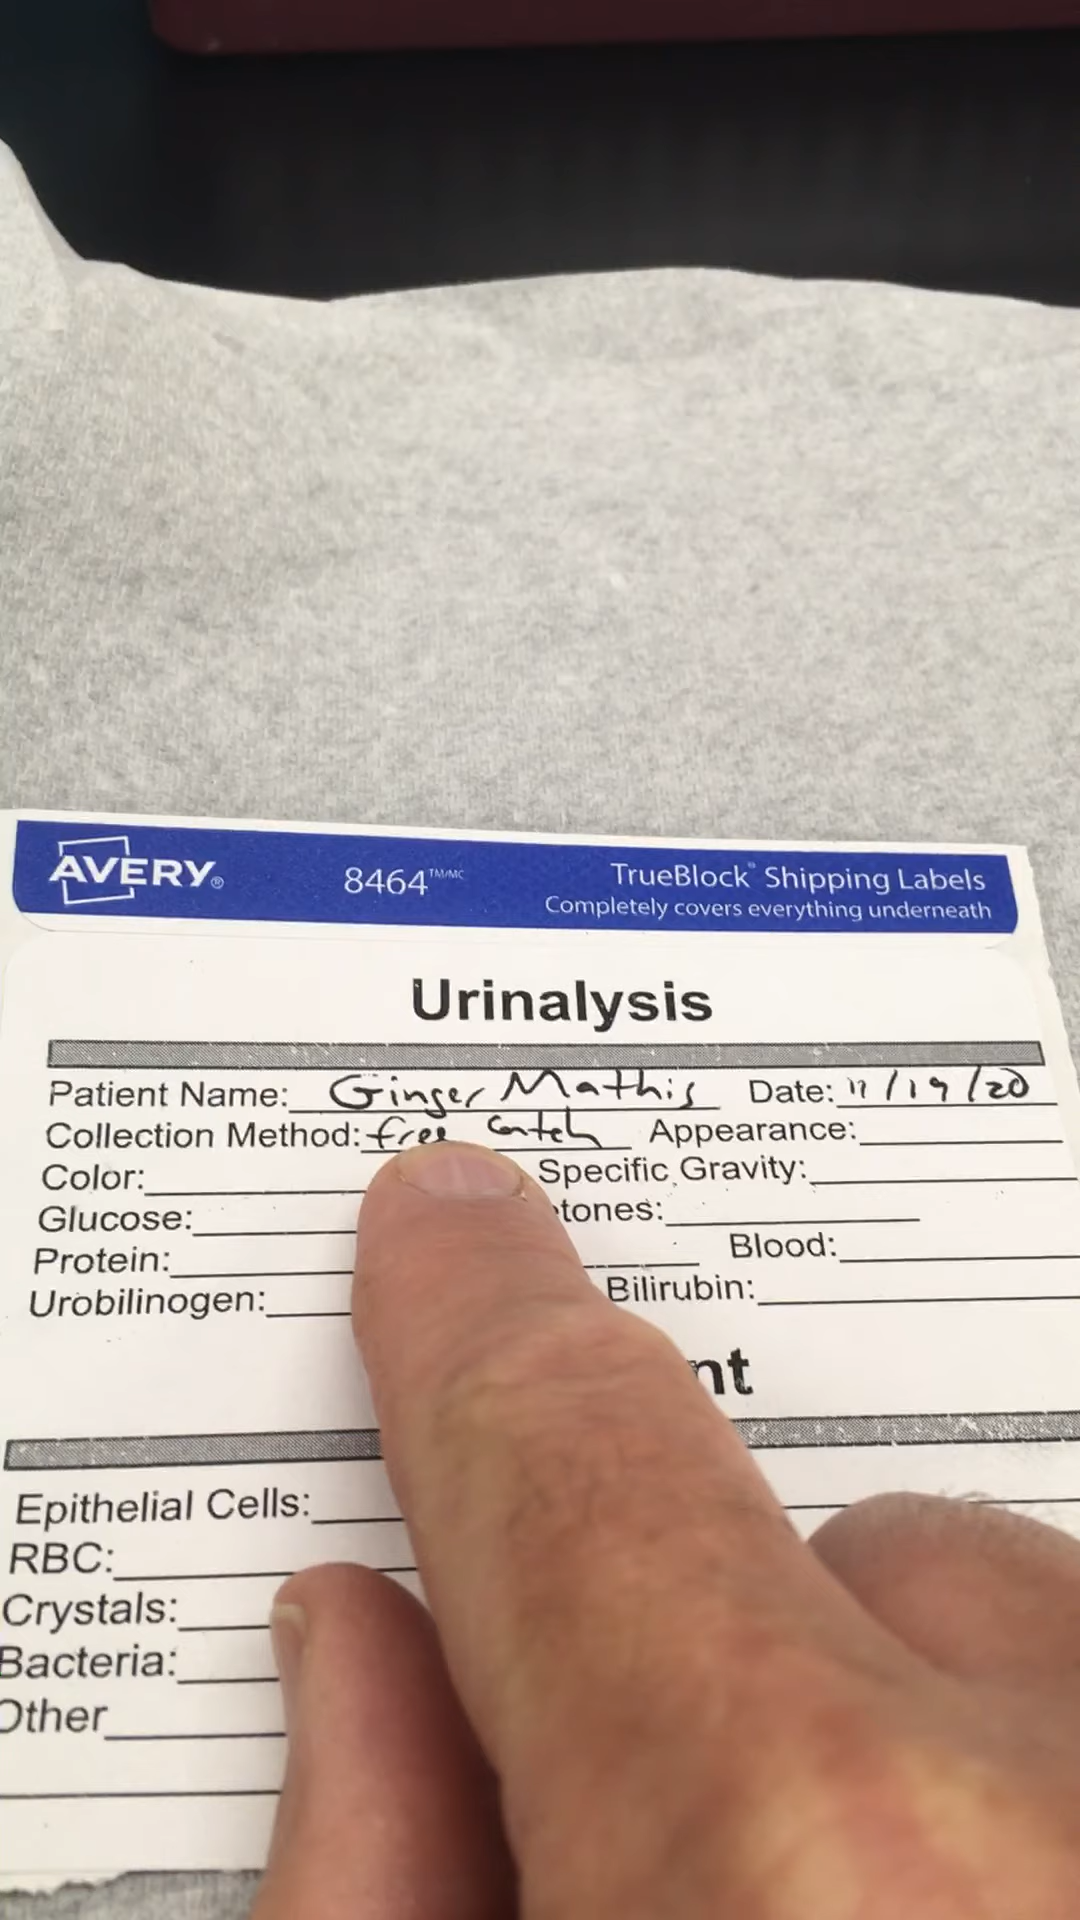 AVERY® 8464™/MC TrueBlock® Shipping Labels
Completely covers everything underneath
Urinalysis
Patient Name: Ginger Mathis Date: 11/19/20
Collection Method: free catch Appearance:
Color: Specific Gravity:
Glucose: tones:
Protein: Blood:
Urobilinogen: Bilirubin:
nt
Epithelial Cells:
RBC:
Crystals:
Bacteria:
Other